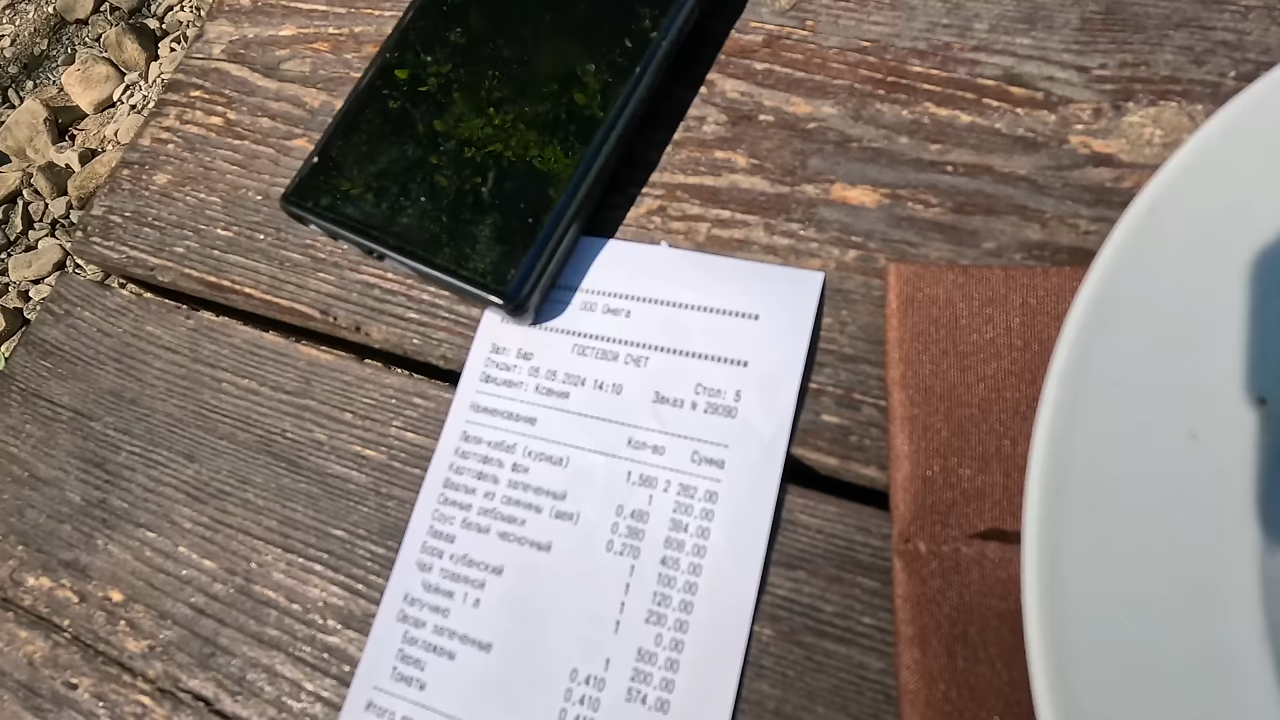 ООО Омега
ГОСТЕВОЙ СЧЕТ
Зал: Бар Стол: 5
Открыт: 05.05.2024 14:10 Заказ № 29090
Официант: Ксения
Наименование Кол-во Сумма
Люля-кебаб (курица) 1,560 2 262,00
Картофель фри 1 200,00
Картофель запеченный 0,480 384,00
Шашлык из свинины (шея) 0,380 608,00
Свиные ребрышки 0,270 405,00
Соус белый чесночный 1 100,00
Лаваш 1 120,00
Борщ кубанский 1 230,00
Чай травяной 1 0,00
Чайник 1 л 500,00
Капучино 1 200,00
Овощи запеченные 0,410 574,00
Баклажаны 0,410
Перец
Томаты
Итого